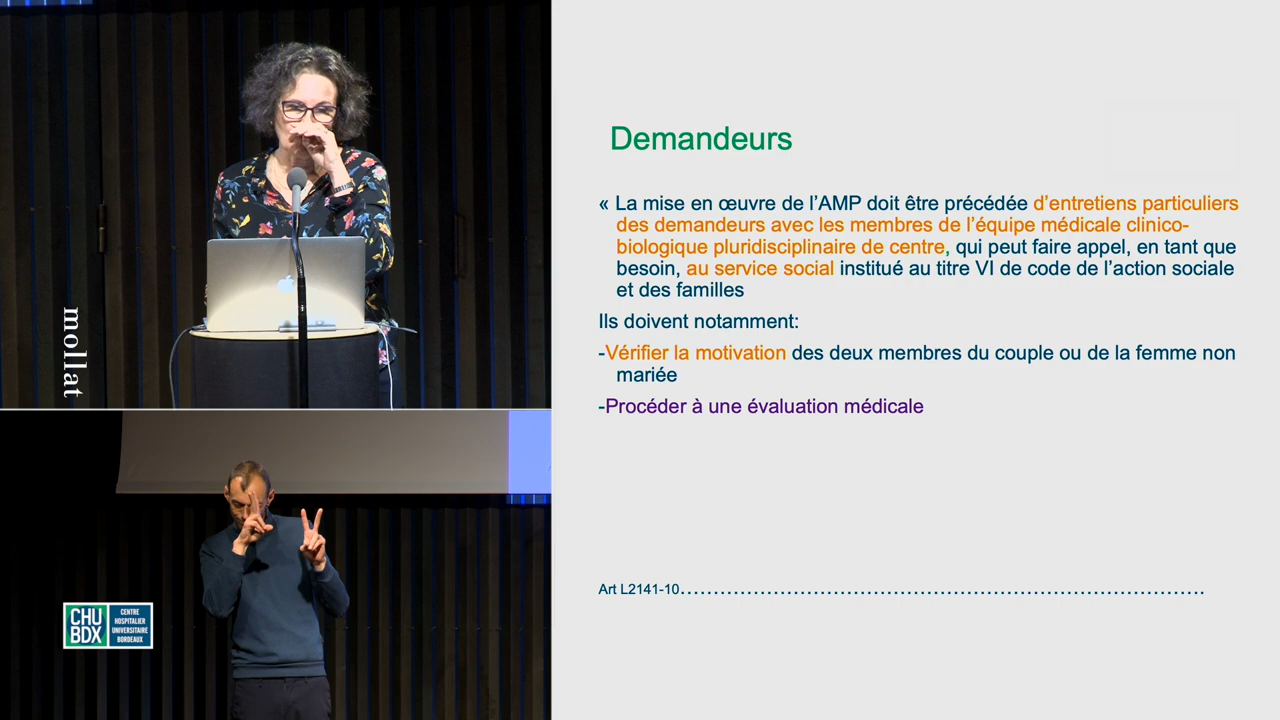 mollat
CHU
BDX
CENTRE
HOSPITALIER
UNIVERSITAIRE
BORDEAUX
Demandeurs
« La mise en œuvre de l’AMP doit être précédée d’entretiens particuliers
des demandeurs avec les membres de l’équipe médicale clinico-
biologique pluridisciplinaire de centre, qui peut faire appel, en tant que
besoin, au service social institué au titre VI de code de l’action sociale
et des familles
Ils doivent notamment:
-Vérifier la motivation des deux membres du couple ou de la femme non
mariée
-Procéder à une évaluation médicale
Art L2141-10……………………………………………………………………….